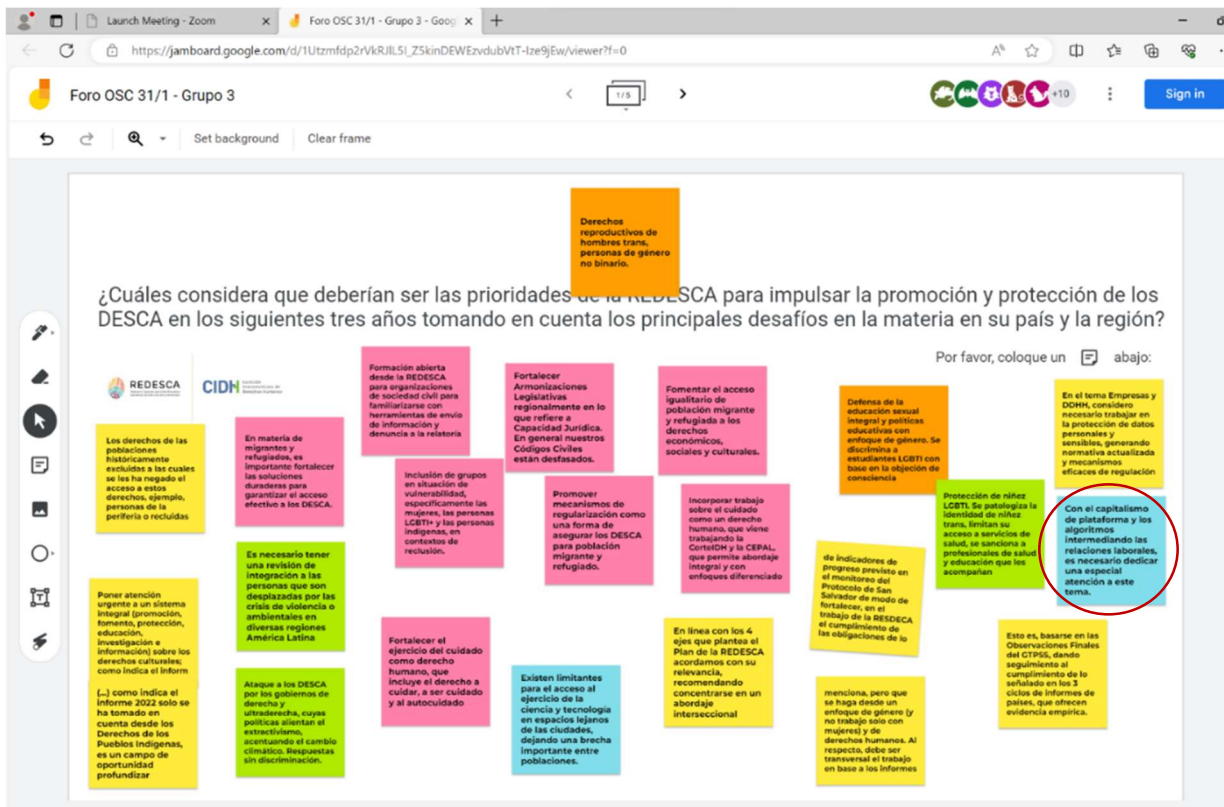 Launch Meeting - Zoom
Foro OSC 31/1 - Grupo 3 - Goog
https://jamboard.google.com/d/1Utzmfdp2rVkRJIL5I_Z5kinDEWEzvdubVtT-Ize9jEw/viewer?f=0
Foro OSC 31/1 - Grupo 3
1/5
+10
Sign in
Set background
Clear frame
Derechos
reproductivos de
hombres trans,
personas de género
no binario.
¿Cuáles considera que deberían ser las prioridades de la REDESCA para impulsar la promoción y protección de los
DESCA en los siguientes tres años tomando en cuenta los principales desafíos en la materia en su país y la región?
Por favor, coloque un abajo:
REDESCA
CIDH
Formación abierta
desde la REDESCA
para organizaciones
de sociedad civil para
familiarizarse con
herramientas de envío
de información y
denuncia a la relatoría
Fortalecer
Armonizaciones
Legislativas
regionalmente en lo
que refiere a
Capacidad Jurídica.
En general nuestros
Códigos Civiles
están desfasados.
Fomentar el acceso
igualitario de
población migrante
y refugiada a los
derechos
económicos,
sociales y culturales.
Defensa de la
educación sexual
integral y políticas
educativas con
enfoque de género. Se
discrimina a
estudiantes LGBTI con
base en la objeción de
consciencia
En el tema Empresas y
DDHH, considero
necesario trabajar en
la protección de datos
personales y
sensibles, generando
normativa actualizada
y mecanismos
eficaces de regulación
Los derechos de las
poblaciones
históricamente
excluidas a las cuales
se les ha negado el
acceso a estos
derechos, ejemplo,
personas de la
periferia o recluidas
En materia de
migrantes y
refugiados, es
importante fortalecer
las soluciones
duraderas para
garantizar el acceso
efectivo a los DESCA.
Inclusión de grupos
en situación de
vulnerabilidad,
específicamente las
mujeres, las personas
LGBTI+ y las personas
indígenas, en
contextos de
reclusión.
Promover
mecanismos de
regularización como
una forma de
asegurar los DESCA
para población
migrante y
refugiado.
Incorporar trabajo
sobre el cuidado
como un derecho
humano, que viene
trabajando la
CorteIDH y la CEPAL,
que permite abordaje
integral y con
enfoques diferenciado
Protección de niñez
LGBTI. Se patologiza la
identidad de niñez
trans, limitan su
acceso a servicios de
salud, se sanciona a
profesionales de salud
y educación que les
acompañan
Con el capitalismo
de plataforma y los
algoritmos
intermediando las
relaciones laborales,
es necesario dedicar
una especial
atención a este
tema.
Es necesario tener
una revisión de
integración a las
personas que son
desplazadas por las
crisis de violencia o
ambientales en
diversas regiones
América Latina
de indicadores de
progreso previsto en
el monitoreo del
Protocolo de San
Salvador de modo de
fortalecer, en el
trabajo de la RESDECA
el cumplimiento de
las obligaciones de lo
Poner atención
urgente a un sistema
integral (promoción,
fomento, protección,
educación,
investigación e
información) sobre los
derechos culturales;
como indica el inform
(...) como indica el
informe 2022 solo se
ha tomado en
cuenta desde los
Derechos de los
Pueblos Indígenas,
es un campo de
oportunidad
profundizar
Ataque a los DESCA
por los gobiernos de
derecha y
ultraderecha, cuyas
políticas alientan el
extractivismo,
acentuando el cambio
climático. Respuestas
sin discriminación.
Fortalecer el
ejercicio del cuidado
como derecho
humano, que
incluye el derecho a
cuidar, a ser cuidado
y al autocuidado
Existen limitantes
para el acceso al
ejercicio de la
ciencia y tecnología
en espacios lejanos
de las ciudades,
dejando una brecha
importante entre
poblaciones.
En línea con los 4
ejes que plantea el
Plan de la REDESCA
acordamos con su
relevancia,
recomendando
concentrarse en un
abordaje
interseccional
menciona, pero que
se haga desde un
enfoque de género (y
no trabajo solo con
mujeres) y de
derechos humanos. Al
respecto, debe ser
transversal el trabajo
en base a los informes
Esto es, basarse en las
Observaciones Finales
del GTPSS, dando
seguimiento al
cumplimiento de lo
señalado en los 3
ciclos de informes de
países, que ofrecen
evidencia empírica.